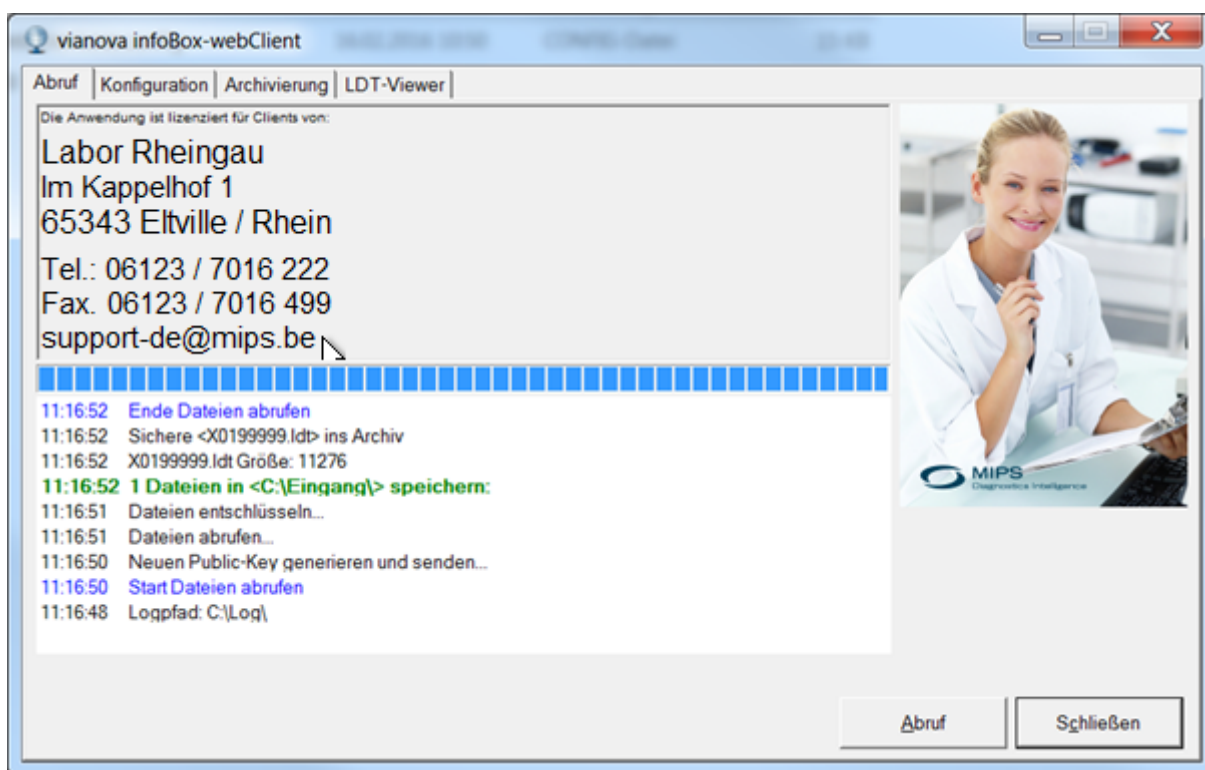 vianova infoBox-webClient
Abruf Konfiguration Archivierung LDT-Viewer
Die Anwendung ist lizenziert für Clients von:
Labor Rheingau
Im Kappelhof 1
65343 Eltville / Rhein
Tel.: 06123 / 7016 222
Fax. 06123 / 7016 499
support-de@mips.be
11:16:52 Ende Dateien abrufen
11:16:52 Sichere <X0199999.ldt> ins Archiv
11:16:52 X0199999.ldt Größe: 11276
11:16:52 1 Dateien in <C:\Eingang\> speichern:
11:16:51 Dateien entschlüsseln...
11:16:51 Dateien abrufen...
11:16:50 Neuen Public-Key generieren und senden...
11:16:50 Start Dateien abrufen
11:16:48 Logpfad: C:\Log\
MIPS
Diagnostics Intelligence
Abruf Schließen